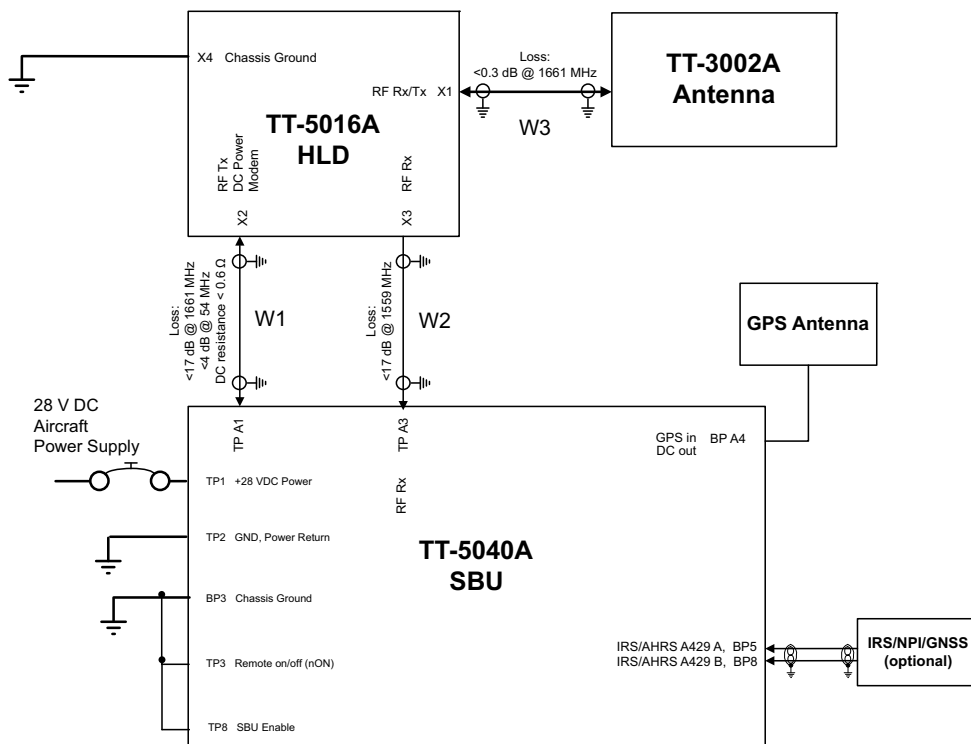 X4 Chassis Ground
RF Rx/Tx X1
TT-5016A
HLD
RF Tx
DC Power
Modem
X2
RF Rx
X3
Loss:
<0.3 dB @ 1661 MHz
W3
TT-3002A
Antenna
Loss:
<17 dB @ 1661 MHz
<4 dB @ 54 MHz
DC resistance < 0.6 Ω
W1
Loss:
<17 dB @ 1559 MHz
W2
GPS Antenna
28 V DC
Aircraft
Power Supply
TP A1
TP A3
RF Rx
GPS in BP A4
DC out
TP1 +28 VDC Power
TP2 GND, Power Return
TT-5040A
SBU
BP3 Chassis Ground
TP3 Remote on/off (nON)
TP8 SBU Enable
IRS/AHRS A429 A, BP5
IRS/AHRS A429 B, BP8
IRS/NPI/GNSS
(optional)